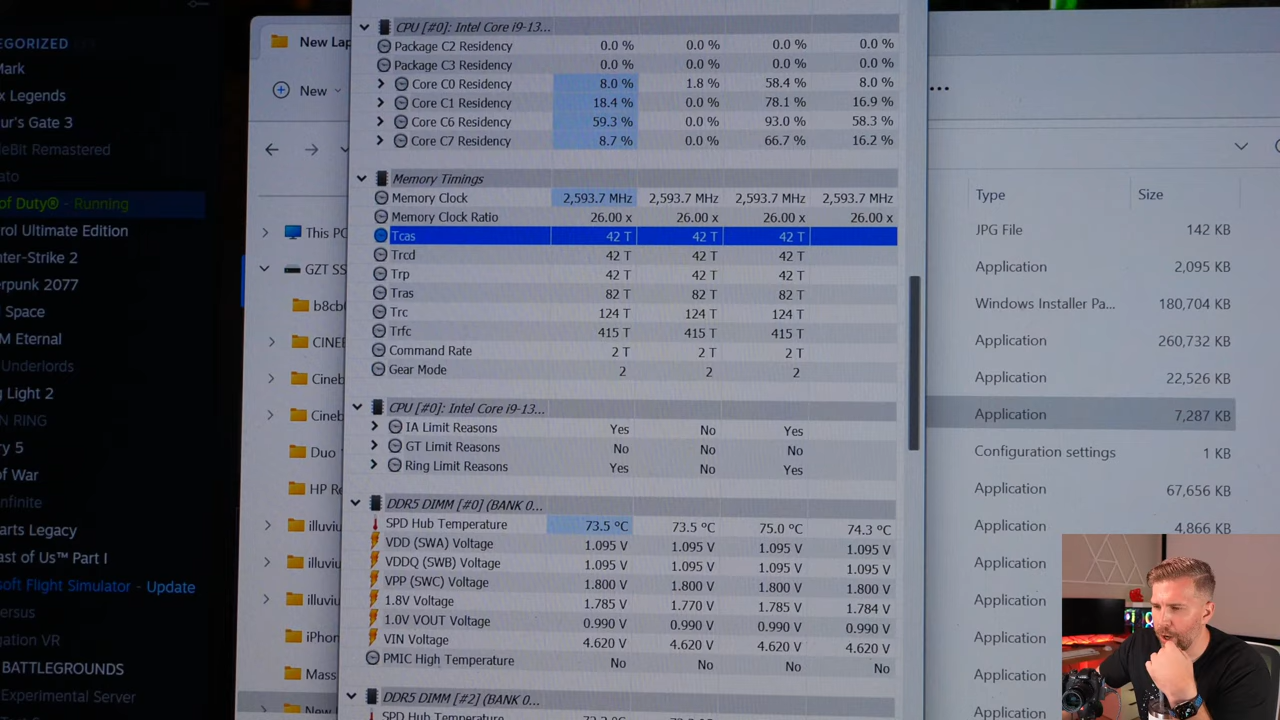 EGORIZED
Mark
x Legends
ur's Gate 3
leBit Remastered
ato
of Duty® - Running
rol Ultimate Edition
nter-Strike 2
erpunk 2077
Space
M Eternal
Underlords
Light 2
N RING
ry 5
of War
nfinite
arts Legacy
ast of Us™ Part I
soft Flight Simulator - Update
ersus
gation VR
BATTLEGROUNDS
Experimental Server
New Lap
New
This PC
GZT SS
b8cb
CINEE
Cineb
Cineb
Duo
HP Re
illuviu
illuviu
illuviu
iPhon
Mass
CPU [#0]: Intel Core i9-13...
Package C2 Residency 0.0 % 0.0 % 0.0 % 0.0 %
Package C3 Residency 0.0 % 0.0 % 0.0 % 0.0 %
Core C0 Residency 8.0 % 1.8 % 58.4 % 8.0 %
Core C1 Residency 18.4 % 0.0 % 78.1 % 16.9 %
Core C6 Residency 59.3 % 0.0 % 93.0 % 58.3 %
Core C7 Residency 8.7 % 0.0 % 66.7 % 16.2 %
Memory Timings
Memory Clock 2,593.7 MHz 2,593.7 MHz 2,593.7 MHz 2,593.7 MHz
Memory Clock Ratio 26.00 x 26.00 x 26.00 x 26.00 x
Tcas 42 T 42 T 42 T
Trcd 42 T 42 T 42 T
Trp 42 T 42 T 42 T
Tras 82 T 82 T 82 T
Trc 124 T 124 T 124 T
Trfc 415 T 415 T 415 T
Command Rate 2 T 2 T 2 T
Gear Mode 2 2 2
CPU [#0]: Intel Core i9-13...
IA Limit Reasons Yes No Yes
GT Limit Reasons No No No
Ring Limit Reasons Yes No Yes
DDR5 DIMM [#0] (BANK 0...
SPD Hub Temperature 73.5 °C 73.5 °C 75.0 °C 74.3 °C
VDD (SWA) Voltage 1.095 V 1.095 V 1.095 V 1.095 V
VDDQ (SWB) Voltage 1.095 V 1.095 V 1.095 V 1.095 V
VPP (SWC) Voltage 1.800 V 1.800 V 1.800 V 1.800 V
1.8V Voltage 1.785 V 1.770 V 1.785 V 1.784 V
1.0V VOUT Voltage 0.990 V 0.990 V 0.990 V 0.990 V
VIN Voltage 4.620 V 4.620 V 4.620 V 4.620 V
PMIC High Temperature No No No No
DDR5 DIMM [#2] (BANK 0...
SPD Hub Temperature
Type Size
JPG File 142 KB
Application 2,095 KB
Windows Installer Pa... 180,704 KB
Application 260,732 KB
Application 22,526 KB
Application 7,287 KB
Configuration settings 1 KB
Application 67,656 KB
Application 4,866 KB
Application
Application
Application
Application
Application